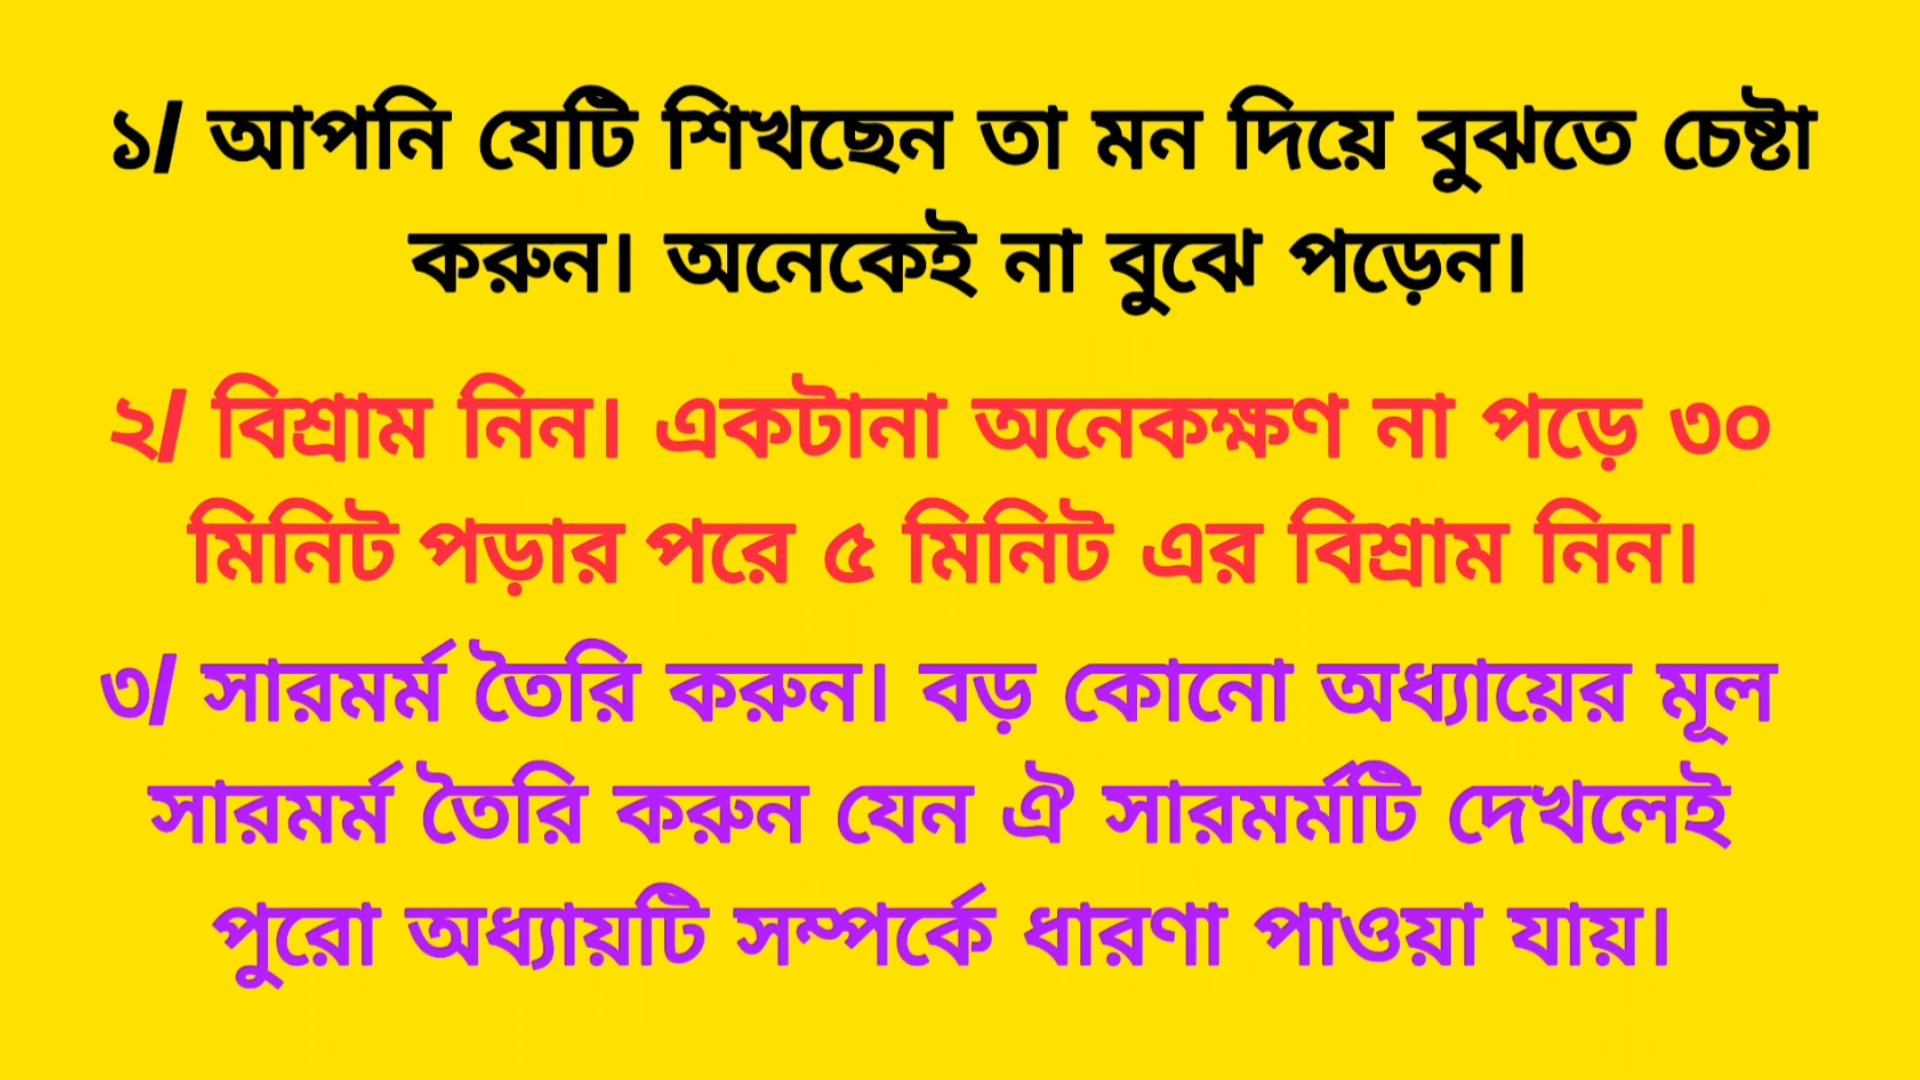 ১/ আপনি যেটি শিখছেন তা মন দিয়ে বুঝতে চেষ্টা
করুন। অনেকেই না বুঝে পড়েন।
২/ বিশ্রাম নিন। একটানা অনেকক্ষণ না পড়ে ৩০
মিনিট পড়ার পরে ৫ মিনিট এর বিশ্রাম নিন।
৩/ সারমর্ম তৈরি করুন। বড় কোনো অধ্যায়ের মূল
সারমর্ম তৈরি করুন যেন ঐ সারমর্মটি দেখলেই
পুরো অধ্যায়টি সম্পর্কে ধারণা পাওয়া যায়।